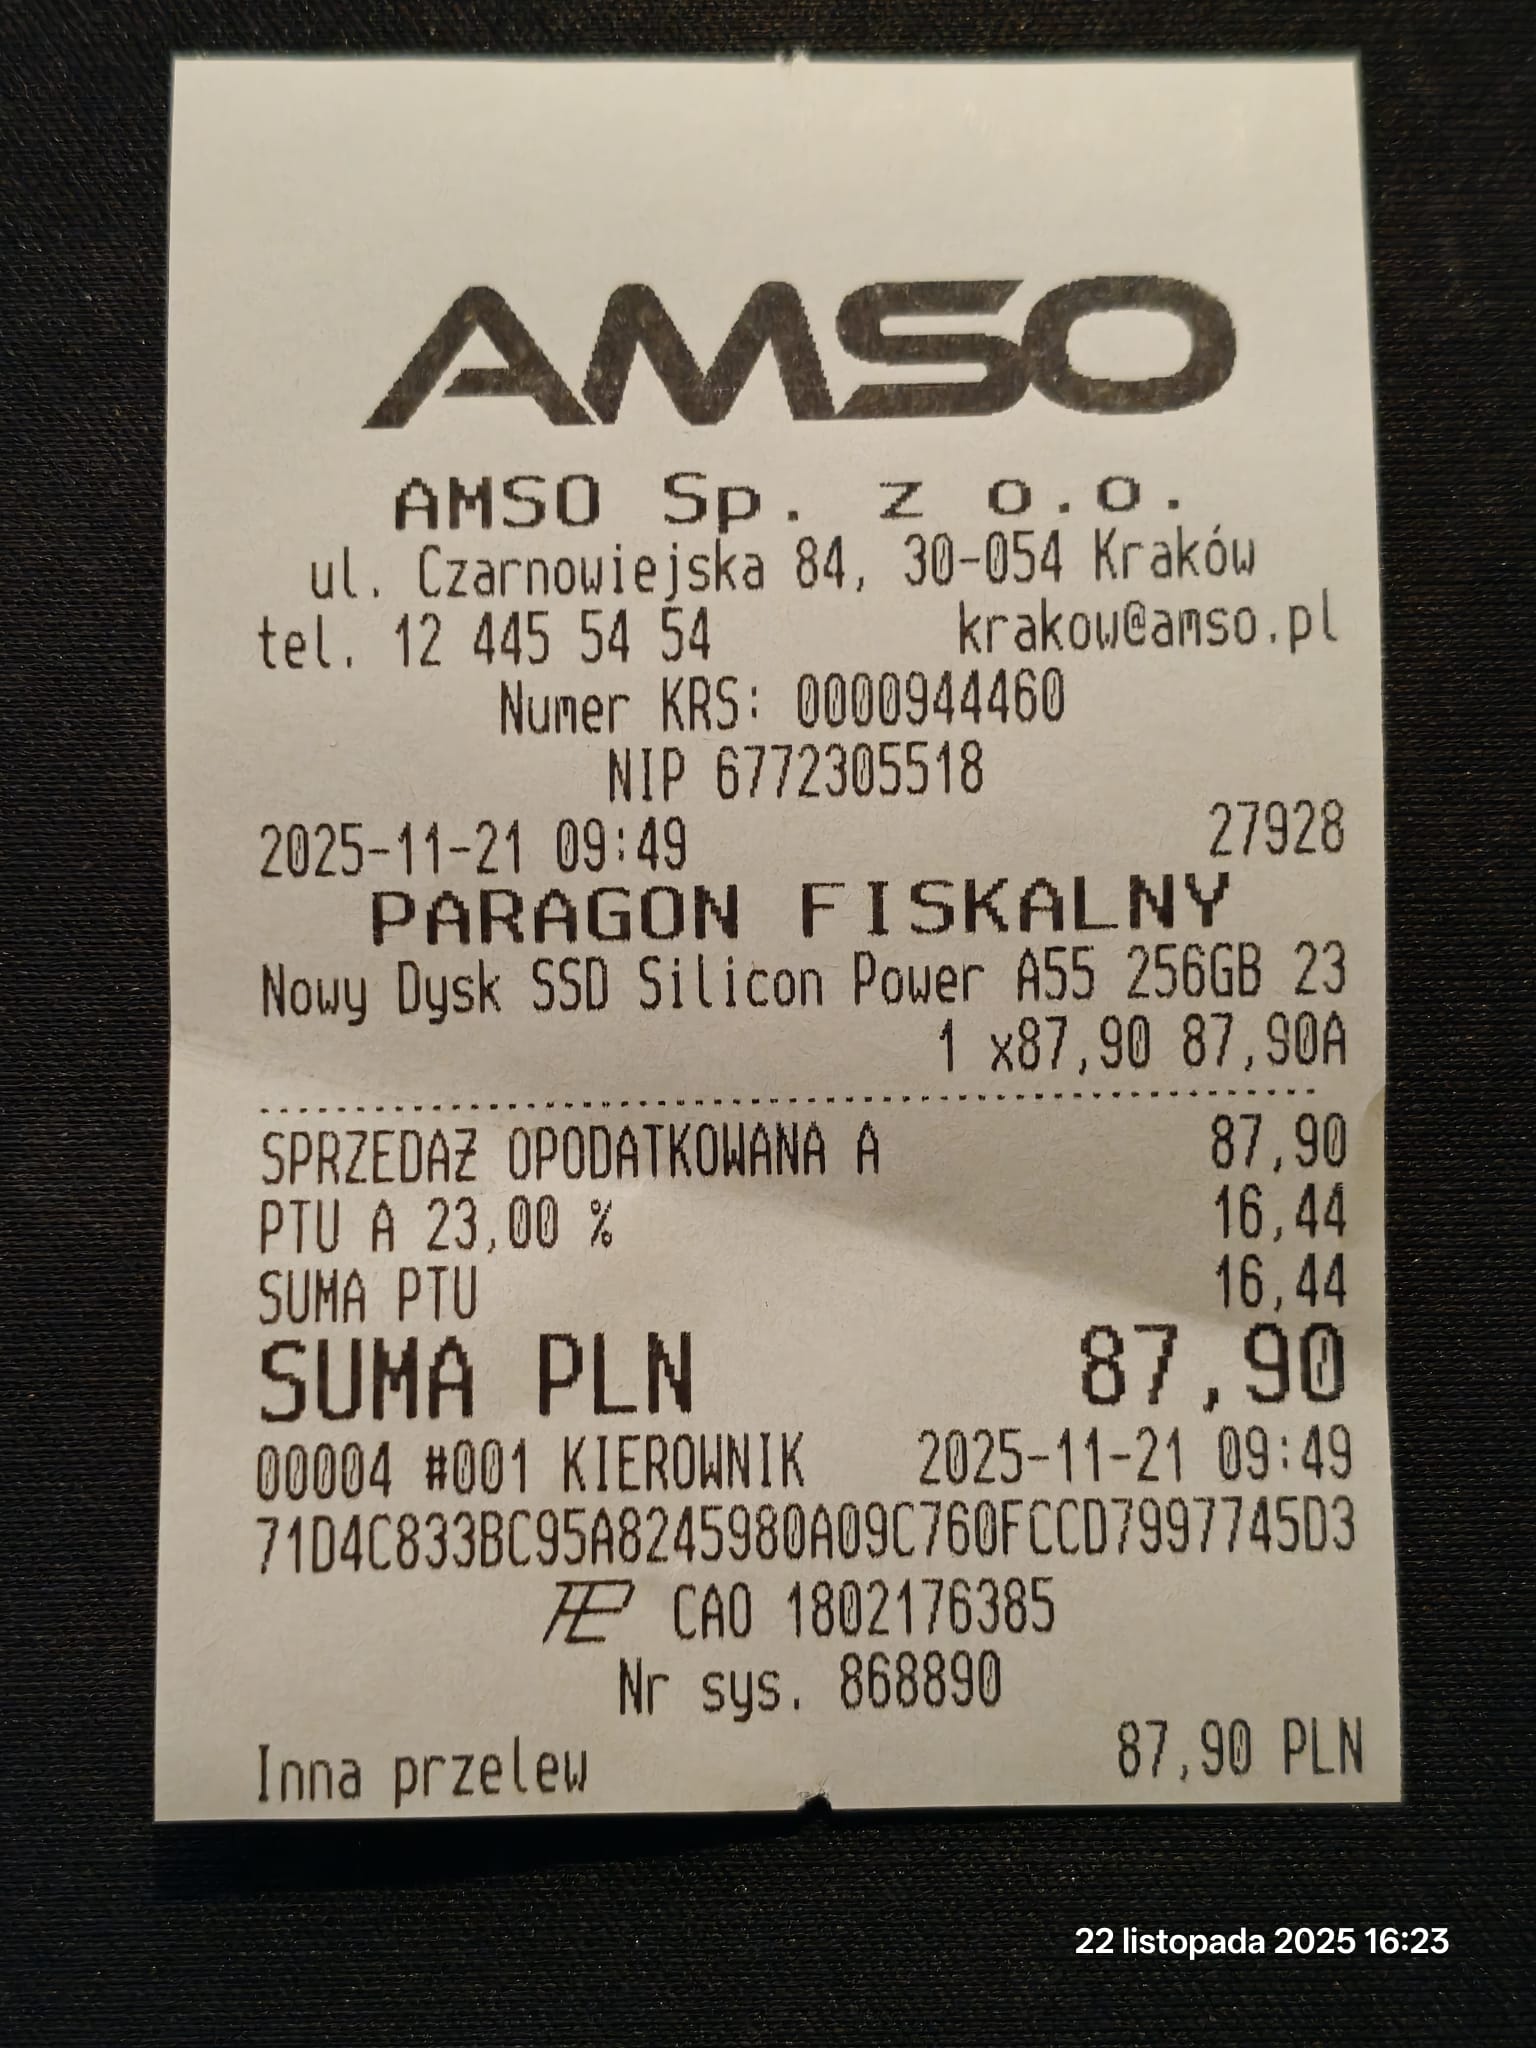 AMSO
AMSO Sp. z o.o.
ul. Czarnowiejska 84, 30-054 Kraków
tel. 12 445 54 54 krakow@amso.pl
Numer KRS: 0000944460
NIP 6772305518
2025-11-21 09:49 27928
PARAGON FISKALNY
Nowy Dysk SSD Silicon Power A55 256GB 23
1 x87,90 87,90A
SPRZEDAŻ OPODATKOWANA A 87,90
PTU A 23,00 % 16,44
SUMA PTU 16,44
SUMA PLN 87,90
00004 #001 KIEROWNIK 2025-11-21 09:49
71D4C833BC95A8245980A09C760FCCD7997745D3
CAO 1802176385
Nr sys. 868890
Inna przelew 87,90 PLN
22 listopada 2025 16:23